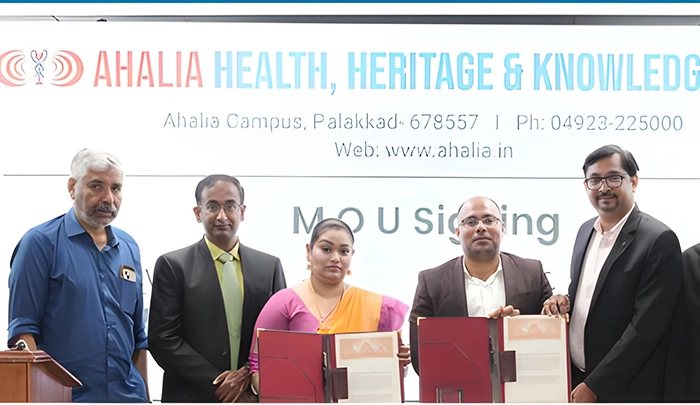 AHALIA HEALTH, HERITAGE & KNOWLEDG
Ahalia Campus, Palakkad- 678557 | Ph: 04923-225000
Web: www.ahalia.in
M O U Signing